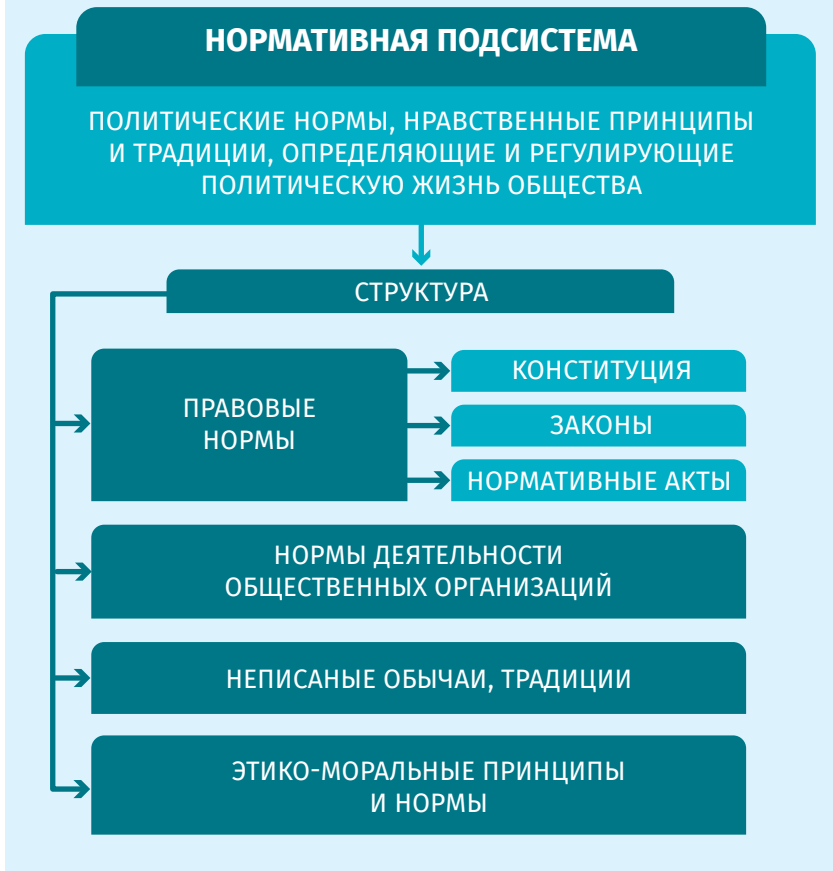 НОРМАТИВНАЯ ПОДСИСТЕМА
ПОЛИТИЧЕСКИЕ НОРМЫ, НРАВСТВЕННЫЕ ПРИНЦИПЫ
И ТРАДИЦИИ, ОПРЕДЕЛЯЮЩИЕ И РЕГУЛИРУЮЩИЕ
ПОЛИТИЧЕСКУЮ ЖИЗНЬ ОБЩЕСТВА
СТРУКТУРА
ПРАВОВЫЕ
НОРМЫ
КОНСТИТУЦИЯ
ЗАКОНЫ
НОРМАТИВНЫЕ АКТЫ
НОРМЫ ДЕЯТЕЛЬНОСТИ
ОБЩЕСТВЕННЫХ ОРГАНИЗАЦИЙ
НЕПИСАНЫЕ ОБЫЧАИ, ТРАДИЦИИ
ЭТИКО-МОРАЛЬНЫЕ ПРИНЦИПЫ
И НОРМЫ